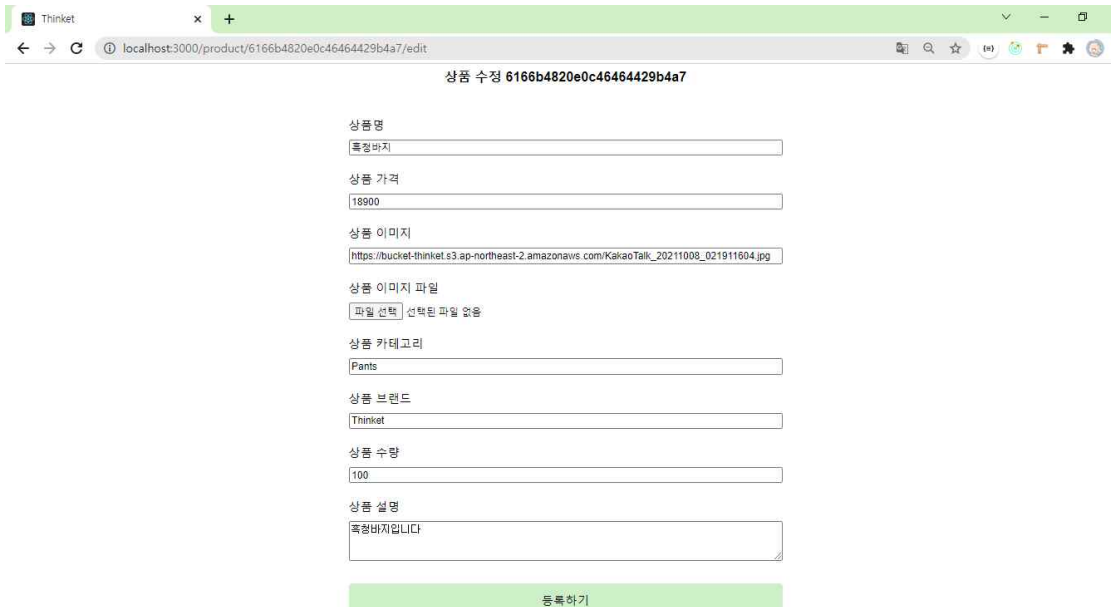 Thinket
localhost:3000/product/6166b4820e0c46464429b4a7/edit
상품 수정 6166b4820e0c46464429b4a7
상품명
흑청바지
상품 가격
18900
상품 이미지
https://bucket-thinket.s3.ap-northeast-2.amazonaws.com/KakaoTalk_20211008_021911604.jpg
상품 이미지 파일
파일 선택 선택된 파일 없음
상품 카테고리
Pants
상품 브랜드
Thinket
상품 수량
100
상품 설명
흑청바지입니다
등록하기